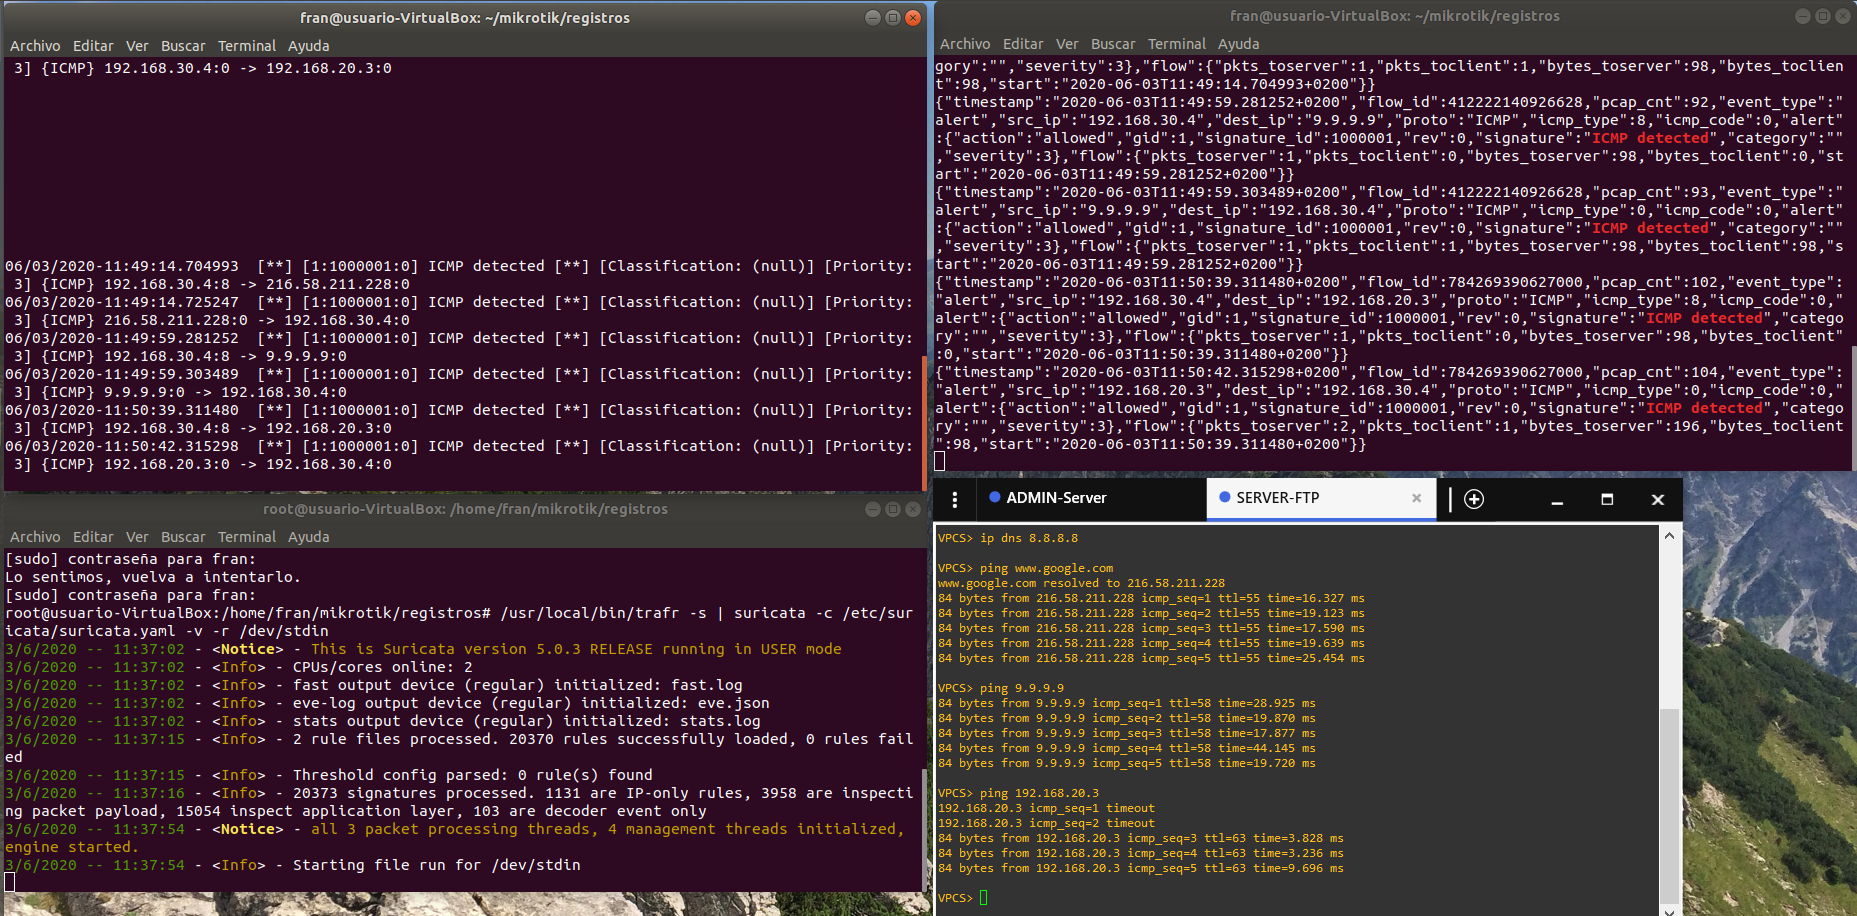 fran@usuario-VirtualBox: ~/mikrotik/registros
Archivo Editar Ver Buscar Terminal Ayuda
 3] {ICMP} 192.168.30.4:0 -> 192.168.20.3:0
06/03/2020-11:49:14.704993  [**] [1:1000001:0] ICMP detected [**] [Classification: (null)] [Priority:
 3] {ICMP} 192.168.30.4:8 -> 216.58.211.228:0
06/03/2020-11:49:14.725247  [**] [1:1000001:0] ICMP detected [**] [Classification: (null)] [Priority:
 3] {ICMP} 216.58.211.228:0 -> 192.168.30.4:0
06/03/2020-11:49:59.281252  [**] [1:1000001:0] ICMP detected [**] [Classification: (null)] [Priority:
 3] {ICMP} 192.168.30.4:8 -> 9.9.9.9:0
06/03/2020-11:49:59.303489  [**] [1:1000001:0] ICMP detected [**] [Classification: (null)] [Priority:
 3] {ICMP} 9.9.9.9:0 -> 192.168.30.4:0
06/03/2020-11:50:39.311480  [**] [1:1000001:0] ICMP detected [**] [Classification: (null)] [Priority:
 3] {ICMP} 192.168.30.4:8 -> 192.168.20.3:0
06/03/2020-11:50:42.315298  [**] [1:1000001:0] ICMP detected [**] [Classification: (null)] [Priority:
 3] {ICMP} 192.168.20.3:0 -> 192.168.30.4:0
fran@usuario-VirtualBox: ~/mikrotik/registros
Archivo Editar Ver Buscar Terminal Ayuda
gory":"","severity":3},"flow":{"pkts_toserver":1,"pkts_toclient":1,"bytes_toserver":98,"bytes_toclien
t":98,"start":"2020-06-03T11:49:14.704993+0200"}}
{"timestamp":"2020-06-03T11:49:59.281252+0200","flow_id":412222140926628,"pcap_cnt":92,"event_type":"
alert","src_ip":"192.168.30.4","dest_ip":"9.9.9.9","proto":"ICMP","icmp_type":8,"icmp_code":0,"alert"
:{"action":"allowed","gid":1,"signature_id":1000001,"rev":0,"signature":"ICMP detected","category":""
,"severity":3},"flow":{"pkts_toserver":1,"pkts_toclient":0,"bytes_toserver":98,"bytes_toclient":0,"st
art":"2020-06-03T11:49:59.281252+0200"}}
{"timestamp":"2020-06-03T11:49:59.303489+0200","flow_id":412222140926628,"pcap_cnt":93,"event_type":"
alert","src_ip":"9.9.9.9","dest_ip":"192.168.30.4","proto":"ICMP","icmp_type":0,"icmp_code":0,"alert"
:{"action":"allowed","gid":1,"signature_id":1000001,"rev":0,"signature":"ICMP detected","category":""
,"severity":3},"flow":{"pkts_toserver":1,"pkts_toclient":1,"bytes_toserver":98,"bytes_toclient":98,"s
tart":"2020-06-03T11:49:59.281252+0200"}}
{"timestamp":"2020-06-03T11:50:39.311480+0200","flow_id":784269390627000,"pcap_cnt":102,"event_type":
"alert","src_ip":"192.168.30.4","dest_ip":"192.168.20.3","proto":"ICMP","icmp_type":8,"icmp_code":0,"
alert":{"action":"allowed","gid":1,"signature_id":1000001,"rev":0,"signature":"ICMP detected","catego
ry":"","severity":3},"flow":{"pkts_toserver":1,"pkts_toclient":0,"bytes_toserver":98,"bytes_toclient"
:0,"start":"2020-06-03T11:50:39.311480+0200"}}
{"timestamp":"2020-06-03T11:50:42.315298+0200","flow_id":784269390627000,"pcap_cnt":104,"event_type":
"alert","src_ip":"192.168.20.3","dest_ip":"192.168.30.4","proto":"ICMP","icmp_type":0,"icmp_code":0,"
alert":{"action":"allowed","gid":1,"signature_id":1000001,"rev":0,"signature":"ICMP detected","catego
ry":"","severity":3},"flow":{"pkts_toserver":2,"pkts_toclient":1,"bytes_toserver":196,"bytes_toclient
":98,"start":"2020-06-03T11:50:39.311480+0200"}}
root@usuario-VirtualBox: /home/fran/mikrotik/registros
Archivo Editar Ver Buscar Terminal Ayuda
[sudo] contraseña para fran:
Lo sentimos, vuelva a intentarlo.
[sudo] contraseña para fran:
root@usuario-VirtualBox:/home/fran/mikrotik/registros# /usr/local/bin/trafr -s | suricata -c /etc/sur
icata/suricata.yaml -v -r /dev/stdin
3/6/2020 -- 11:37:02 - <Notice> - This is Suricata version 5.0.3 RELEASE running in USER mode
3/6/2020 -- 11:37:02 - <Info> - CPUs/cores online: 2
3/6/2020 -- 11:37:02 - <Info> - fast output device (regular) initialized: fast.log
3/6/2020 -- 11:37:02 - <Info> - eve-log output device (regular) initialized: eve.json
3/6/2020 -- 11:37:02 - <Info> - stats output device (regular) initialized: stats.log
3/6/2020 -- 11:37:15 - <Info> - 2 rule files processed. 20370 rules successfully loaded, 0 rules fail
ed
3/6/2020 -- 11:37:15 - <Info> - Threshold config parsed: 0 rule(s) found
3/6/2020 -- 11:37:16 - <Info> - 20373 signatures processed. 1131 are IP-only rules, 3958 are inspecti
ng packet payload, 15054 inspect application layer, 103 are decoder event only
3/6/2020 -- 11:37:54 - <Notice> - all 3 packet processing threads, 4 management threads initialized,
engine started.
3/6/2020 -- 11:37:54 - <Info> - Starting file run for /dev/stdin
ADMIN-Server
SERVER-FTP
VPCS> ip dns 8.8.8.8
VPCS> ping www.google.com
www.google.com resolved to 216.58.211.228
84 bytes from 216.58.211.228 icmp_seq=1 ttl=55 time=16.327 ms
84 bytes from 216.58.211.228 icmp_seq=2 ttl=55 time=19.123 ms
84 bytes from 216.58.211.228 icmp_seq=3 ttl=55 time=17.590 ms
84 bytes from 216.58.211.228 icmp_seq=4 ttl=55 time=19.639 ms
84 bytes from 216.58.211.228 icmp_seq=5 ttl=55 time=25.454 ms
VPCS> ping 9.9.9.9
84 bytes from 9.9.9.9 icmp_seq=1 ttl=58 time=28.925 ms
84 bytes from 9.9.9.9 icmp_seq=2 ttl=58 time=19.870 ms
84 bytes from 9.9.9.9 icmp_seq=3 ttl=58 time=17.877 ms
84 bytes from 9.9.9.9 icmp_seq=4 ttl=58 time=44.145 ms
84 bytes from 9.9.9.9 icmp_seq=5 ttl=58 time=19.720 ms
VPCS> ping 192.168.20.3
192.168.20.3 icmp_seq=1 timeout
192.168.20.3 icmp_seq=2 timeout
84 bytes from 192.168.20.3 icmp_seq=3 ttl=63 time=3.828 ms
84 bytes from 192.168.20.3 icmp_seq=4 ttl=63 time=3.236 ms
84 bytes from 192.168.20.3 icmp_seq=5 ttl=63 time=9.696 ms
VPCS>